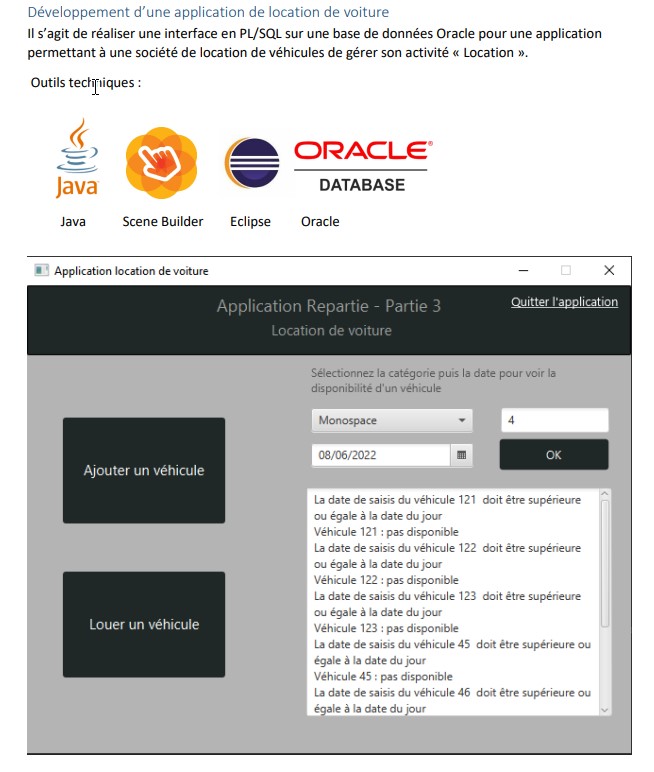 Développement d’une application de location de voiture
Il s’agit de réaliser une interface en PL/SQL sur une base de données Oracle pour une application
permettant à une société de location de véhicules de gérer son activité « Location ».
Outils techniques :
Java
ORACLE®
DATABASE
Java Scene Builder Eclipse Oracle
Application location de voiture
Application Repartie - Partie 3
Quitter l'application
Location de voiture
Sélectionnez la catégorie puis la date pour voir la
disponibilité d'un véhicule
Monospace 4
08/06/2022 OK
Ajouter un véhicule
Louer un véhicule
La date de saisis du véhicule 121 doit être supérieure
ou égale à la date du jour
Véhicule 121 : pas disponible
La date de saisis du véhicule 122 doit être supérieure
ou égale à la date du jour
Véhicule 122 : pas disponible
La date de saisis du véhicule 123 doit être supérieure
ou égale à la date du jour
Véhicule 123 : pas disponible
La date de saisis du véhicule 45 doit être supérieure ou
égale à la date du jour
Véhicule 45 : pas disponible
La date de saisis du véhicule 46 doit être supérieure ou
égale à la date du jour